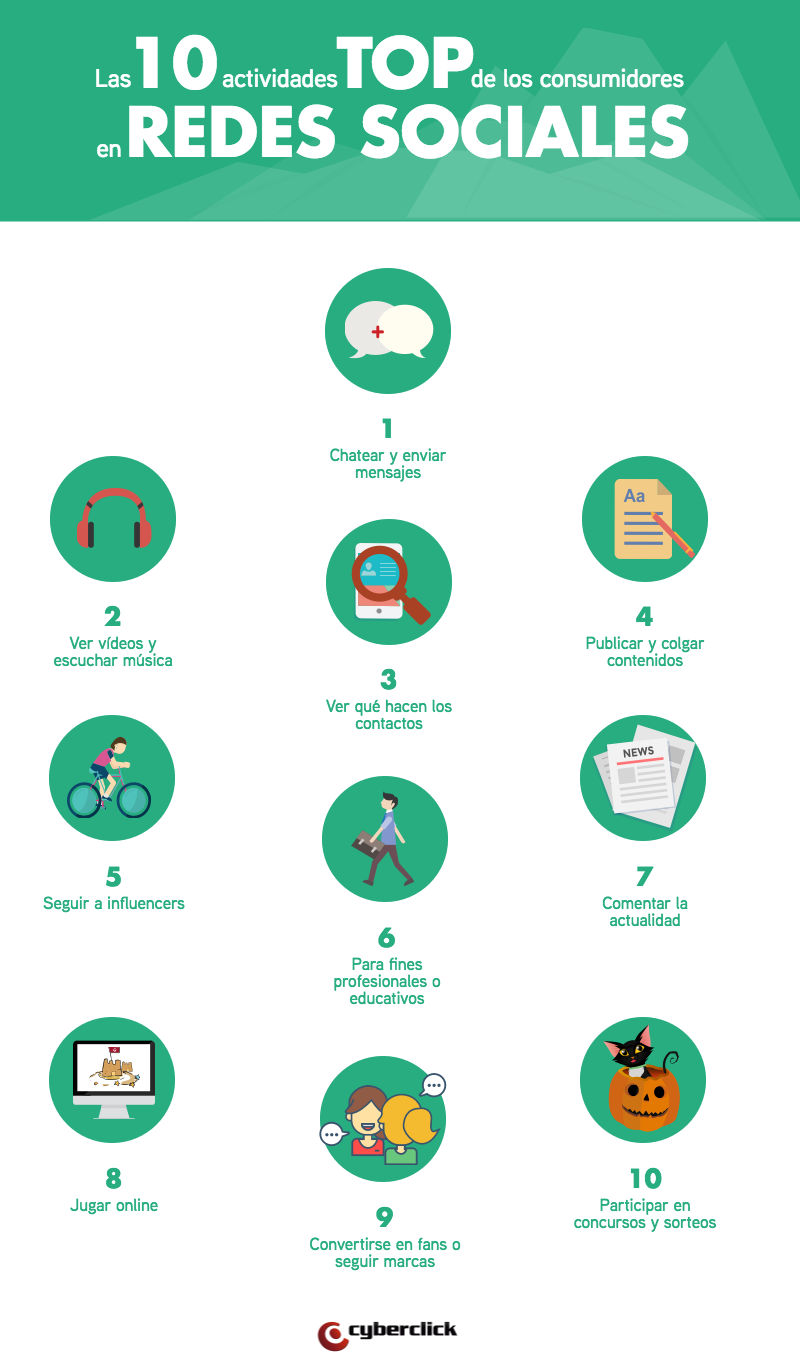 Las 10 actividades TOP de los consumidores
en REDES SOCIALES
1
Chatear y enviar
mensajes
2
Ver vídeos y
escuchar música
3
Ver qué hacen los
contactos
Aa
4
Publicar y colgar
contenidos
5
Seguir a influencers
6
Para fines
profesionales o
educativos
NEWS
7
Comentar la
actualidad
8
Jugar online
9
Convertirse en fans o
seguir marcas
10
Participar en
concursos y sorteos
cyberclick